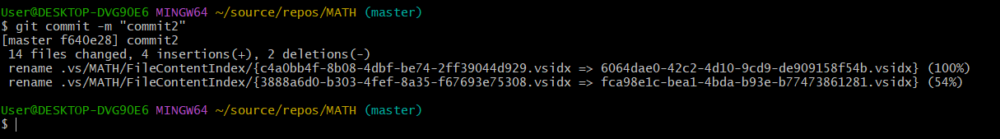 User@DESKTOP-DVG9OE6 MINGW64 ~/source/repos/MATH (master)
$ git commit -m "commit2"
[master f640e28] commit2
 14 files changed, 4 insertions(+), 2 deletions(-)
 rename .vs/MATH/FileContentIndex/{c4a0bb4f-8b08-4dbf-be74-2ff39044d929.vsidx => 6064dae0-42c2-4d10-9cd9-de909158f54b.vsidx} (100%)
 rename .vs/MATH/FileContentIndex/{3888a6d0-b303-4fef-8a35-f67693e75308.vsidx => fca98e1c-bea1-4bda-b93e-b77473861281.vsidx} (54%)
User@DESKTOP-DVG9OE6 MINGW64 ~/source/repos/MATH (master)
$